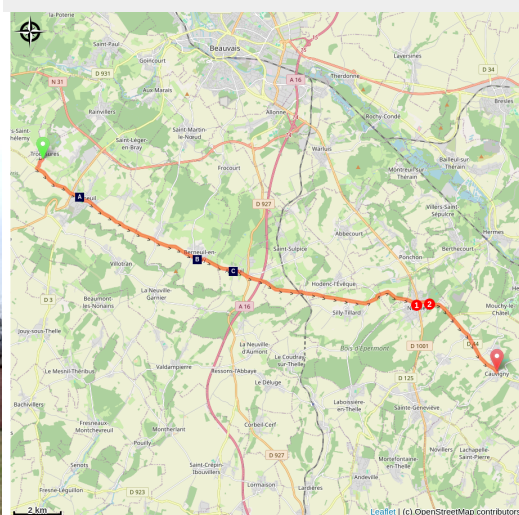 la-Poterie
Saint-Paul
Beauvais
Goincourt
Laversines
D 34
D 931
A 16
Therdonne
N 31
Aux-Marais
Bresles
Allonne
Rochy-Condé
Rainvillers
Saint-Léger-
en-Bray
Saint-Martin-
le-Nœud
Warluis
Bailleul-sur-
Thérain
Frocourt
Montreuil-sur-
Thérain
A
D 927
Villers-Saint-
Sépulcre
Abbecourt
Hermes
Saint-Sulpice
Berneuil-en-
B
Villotran
Ponchon
Berthecourt
C
La Neuville-
Garnier
Hodenc-l'Évêque
D 3
Beaumont-
les-Nonains
A 16
1
2
Mouchy-le-
Châtel
Silly-Tillard
Jouy-sous-Thelle
La Neuville-
d'Aumont
Bois d'Épermont
D 1001
Le Coudray-
sur-Thelle
Cauvigny
Le Mesnil-Théribus
Valdampierre
Ressons-l'Abbaye
D 125
Le Déluge
Bachivillers
Laboissière-
en-Thelle
Sainte-Geneviève
Fresneaux-
Montchevreuil
Montherlant
Corbeil-Cerf
Pouilly
Novillers
Lachapelle-
Saint-Pierre
D 927
Mortefontaine-
en-Thelle
Senots
Saint-Crépin-
Ibouvillers
Andeville
Lormaison
Fresne-Léguillon
D 923
Lardières
2 km
Leaflet | (c) OpenStreetMap contributors